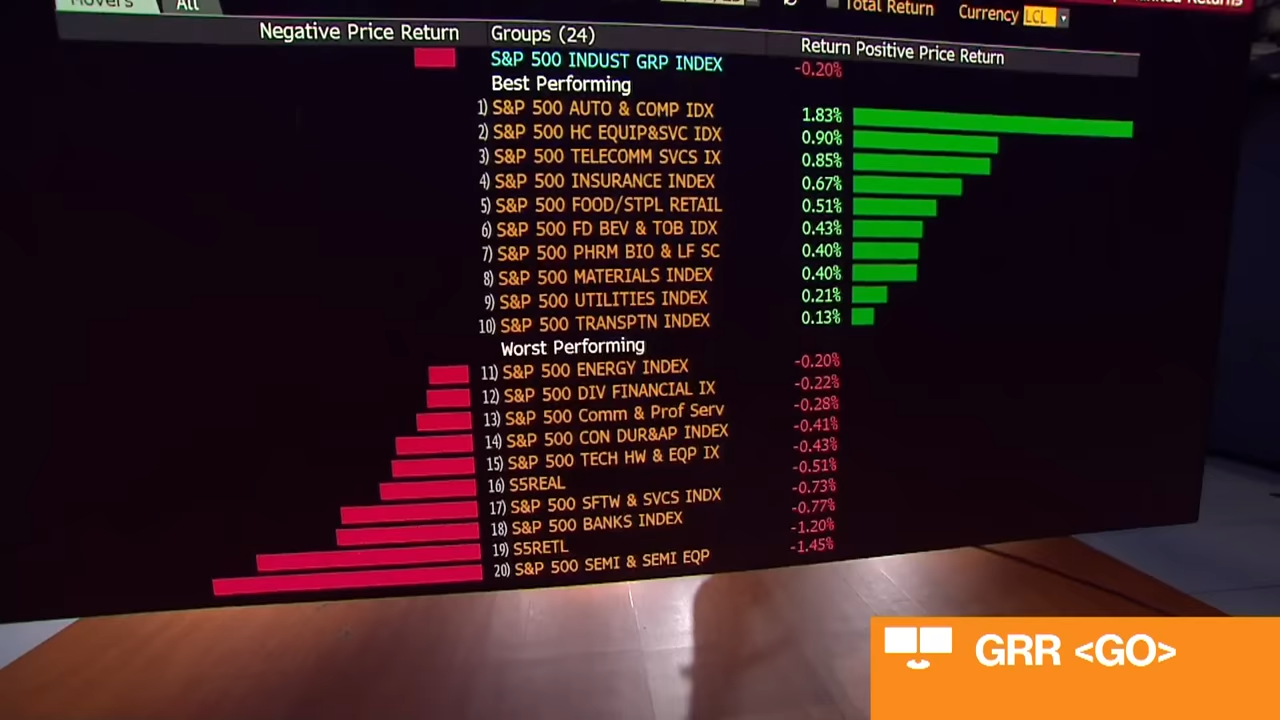 Movers All
Total Return Currency LCL
Negative Price Return Groups (24) Return Positive Price Return
S&P 500 INDUST GRP INDEX -0.20%
Best Performing
1) S&P 500 AUTO & COMP IDX 1.83%
2) S&P 500 HC EQUIP&SVC IDX 0.90%
3) S&P 500 TELECOMM SVCS IX 0.85%
4) S&P 500 INSURANCE INDEX 0.67%
5) S&P 500 FOOD/STPL RETAIL 0.51%
6) S&P 500 FD BEV & TOB IDX 0.43%
7) S&P 500 PHRM BIO & LF SC 0.40%
8) S&P 500 MATERIALS INDEX 0.40%
9) S&P 500 UTILITIES INDEX 0.21%
10) S&P 500 TRANSPTN INDEX 0.13%
Worst Performing
11) S&P 500 ENERGY INDEX -0.20%
12) S&P 500 DIV FINANCIAL IX -0.22%
13) S&P 500 Comm & Prof Serv -0.28%
14) S&P 500 CON DUR&AP INDEX -0.41%
15) S&P 500 TECH HW & EQP IX -0.43%
16) S5REAL -0.51%
17) S&P 500 SFTW & SVCS INDX -0.73%
18) S&P 500 BANKS INDEX -0.77%
19) S5RETL -1.20%
20) S&P 500 SEMI & SEMI EQP -1.45%
GRR <GO>